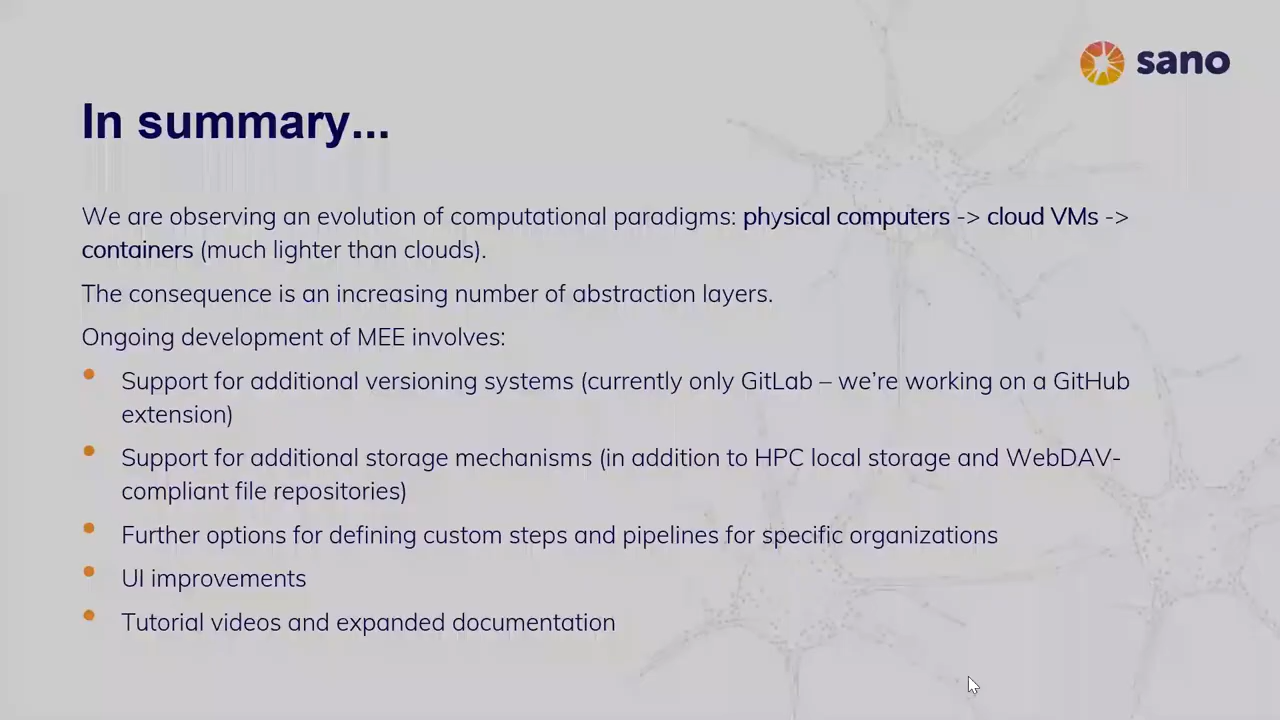 sano
In summary...
We are observing an evolution of computational paradigms: physical computers -> cloud VMs ->
containers (much lighter than clouds).
The consequence is an increasing number of abstraction layers.
Ongoing development of MEE involves:
• Support for additional versioning systems (currently only GitLab – we’re working on a GitHub
extension)
• Support for additional storage mechanisms (in addition to HPC local storage and WebDAV-
compliant file repositories)
• Further options for defining custom steps and pipelines for specific organizations
• UI improvements
• Tutorial videos and expanded documentation